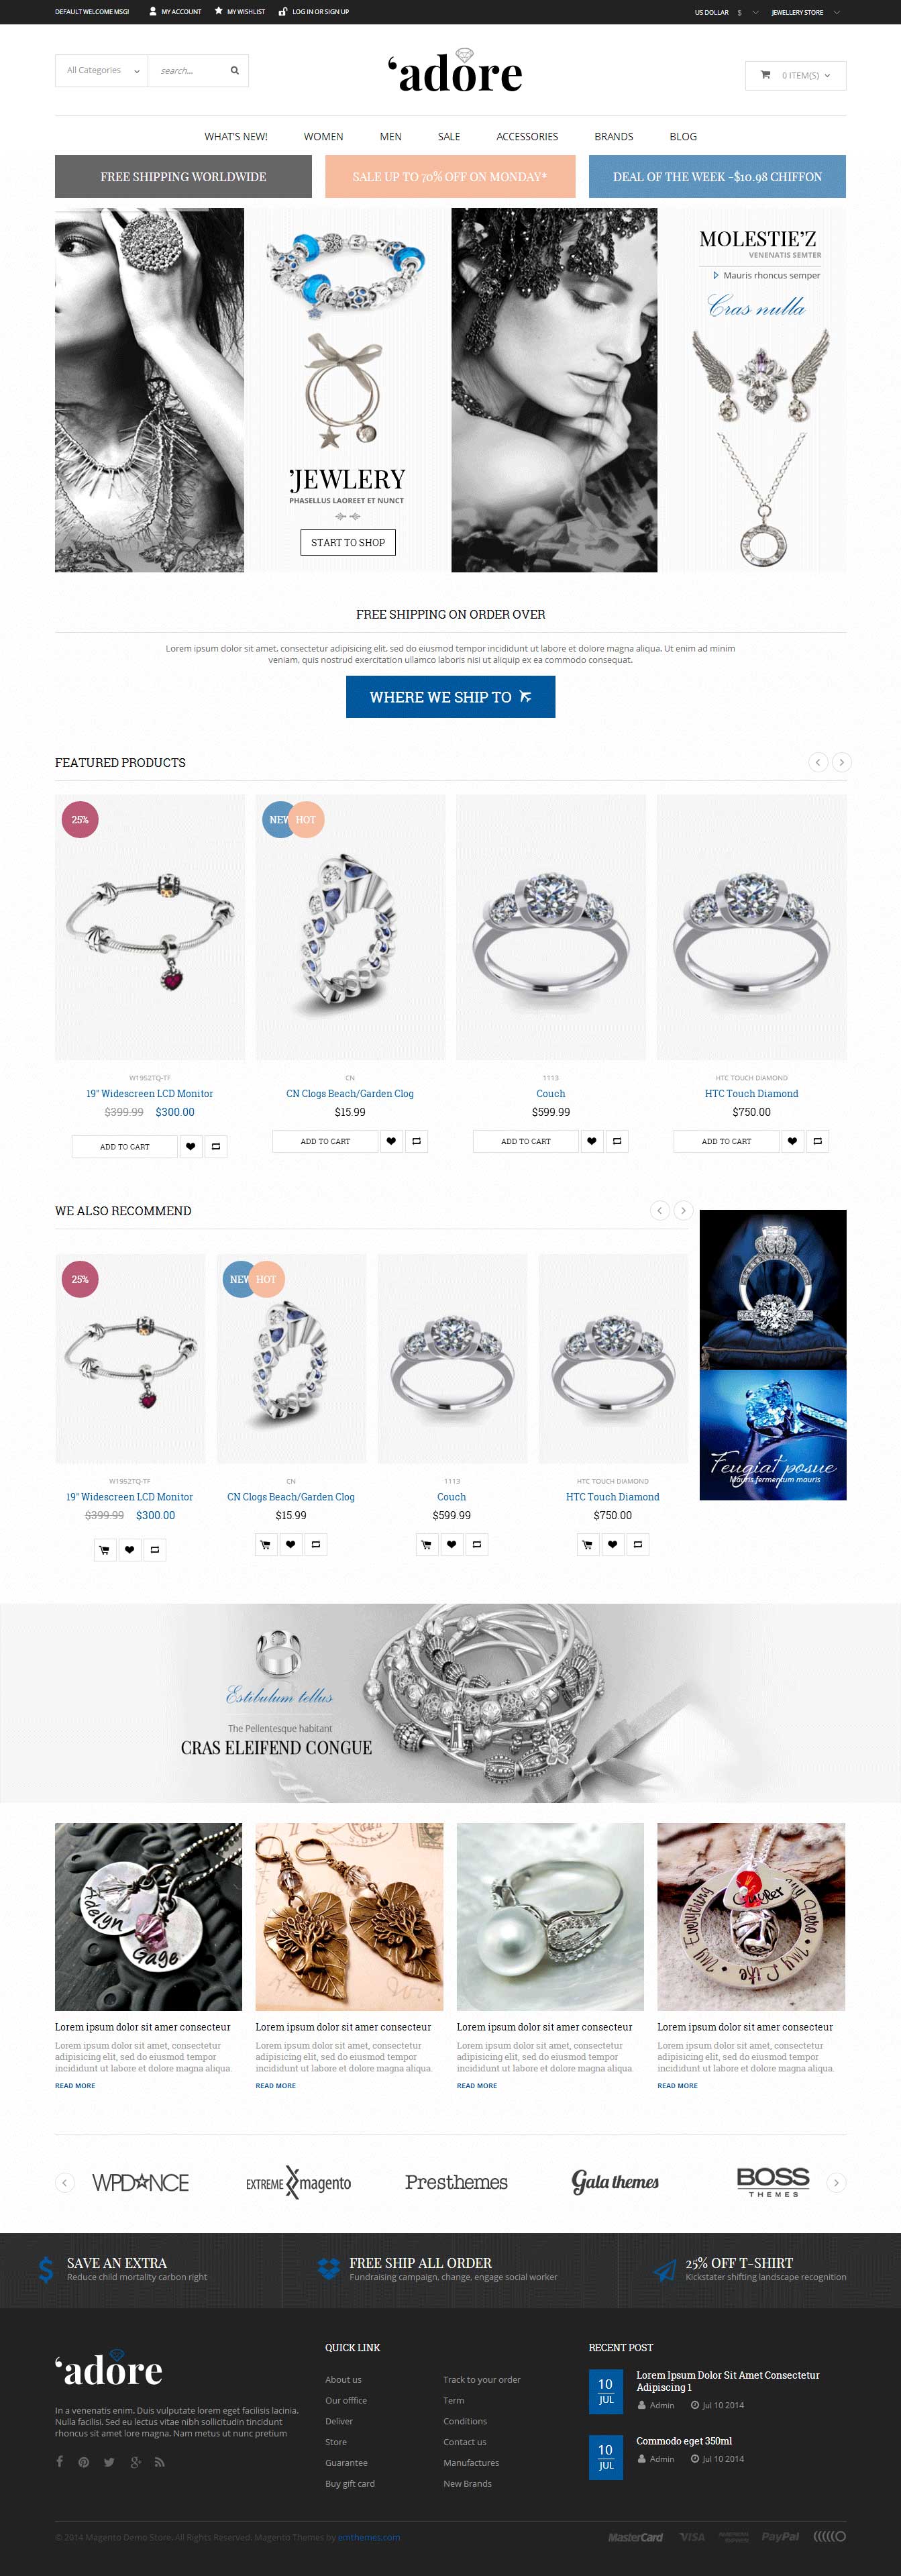 DEFAULT WELCOME MSG! MY ACCOUNT MY WISHLIST LOG IN OR SIGN UP US DOLLAR $ JEWELLERY STORE
All Categories search... 'adore 0 ITEM(S)
WHAT'S NEW! WOMEN MEN SALE ACCESSORIES BRANDS BLOG
FREE SHIPPING WORLDWIDE SALE UP TO 70% OFF ON MONDAY* DEAL OF THE WEEK -$10.98 CHIFFON
MOLESTIE'Z
VENENATIS SEMTER
Mauris rhoncus semper
Cras nulla
'JEWLERY
PHASELLUS LAOREET ET NUNCT
START TO SHOP
FREE SHIPPING ON ORDER OVER
Lorem ipsum dolor sit amet, consectetur adipisicing elit, sed do eiusmod tempor incididunt ut labore et dolore magna aliqua. Ut enim ad minim
veniam, quis nostrud exercitation ullamco laboris nisi ut aliquip ex ea commodo consequat.
WHERE WE SHIP TO
FEATURED PRODUCTS
25% NEW HOT
W1952TQ-TF CN 1113 HTC TOUCH DIAMOND
19" Widescreen LCD Monitor CN Clogs Beach/Garden Clog Couch HTC Touch Diamond
$399.99 $300.00 $15.99 $599.99 $750.00
ADD TO CART ADD TO CART ADD TO CART ADD TO CART
WE ALSO RECOMMEND
25% NEW HOT
W1952TQ-TF CN 1113 HTC TOUCH DIAMOND
19" Widescreen LCD Monitor CN Clogs Beach/Garden Clog Couch HTC Touch Diamond
$399.99 $300.00 $15.99 $599.99 $750.00
Feugiat posue
Mauris fermentum mauris
Estibulum tellus
The Pellentesque habitant
CRAS ELEIFEND CONGUE
Adelyn
Gage
Lorem ipsum dolor sit amer consecteur Lorem ipsum dolor sit amer consecteur Lorem ipsum dolor sit amer consecteur Lorem ipsum dolor sit amer consecteur
Lorem ipsum dolor sit amet, consectetur Lorem ipsum dolor sit amet, consectetur Lorem ipsum dolor sit amet, consectetur Lorem ipsum dolor sit amet, consectetur
adipisicing elit, sed do eiusmod tempor adipisicing elit, sed do eiusmod tempor adipisicing elit, sed do eiusmod tempor adipisicing elit, sed do eiusmod tempor
incididunt ut labore et dolore magna aliqua. incididunt ut labore et dolore magna aliqua. incididunt ut labore et dolore magna aliqua. incididunt ut labore et dolore magna aliqua.
READ MORE READ MORE READ MORE READ MORE
WPDANCE EXTREME magento Presthemes Gala themes BOSS THEMES
SAVE AN EXTRA FREE SHIP ALL ORDER 25% OFF T-SHIRT
Reduce child mortality carbon right Fundraising campaign, change, engage social worker Kickstater shifting landscape recognition
'adore
In a venenatis enim. Duis vulputate lorem eget facilisis lacinia.
Nulla facilisi. Sed eu lectus vitae nibh sollicitudin tincidunt
rhoncus sit amet lore magna. Nam metus ut nunc pretium
QUICK LINK
About us Track to your order
Our offfice Term
Deliver Conditions
Store Contact us
Guarantee Manufactures
Buy gift card New Brands
RECENT POST
10 JUL
Lorem Ipsum Dolor Sit Amet Consectetur
Adipiscing 1
Admin Jul 10 2014
10 JUL
Commodo eget 350ml
Admin Jul 10 2014
© 2014 Magento Demo Store. All Rights Reserved. Magento Themes by emthemes.com
MasterCard VISA AMERICAN EXPRESS PayPal